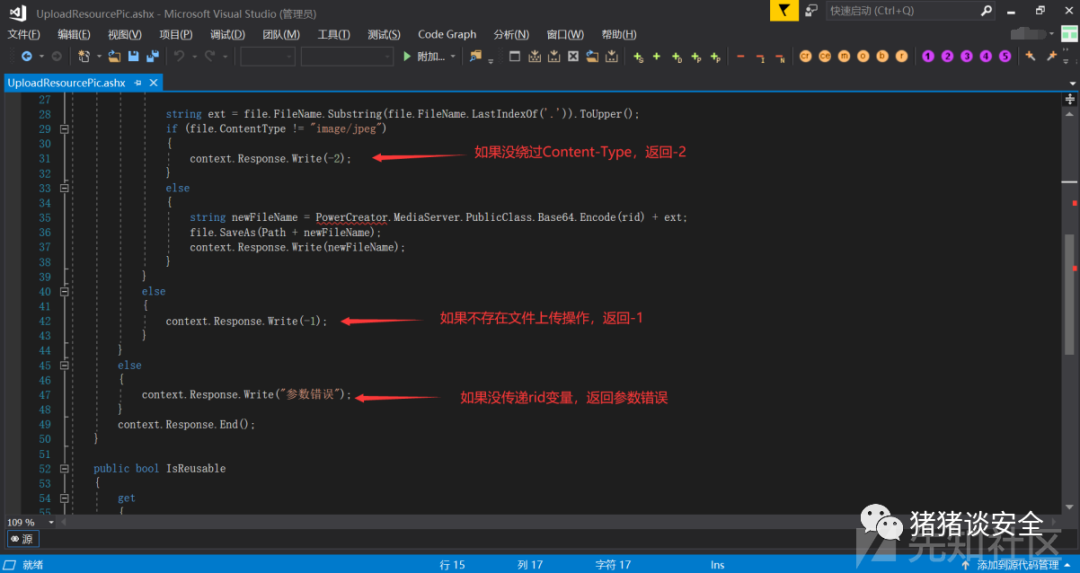 UploadResourcePic.ashx - Microsoft Visual Studio (管理员)
快速启动 (Ctrl+Q)
文件(F) 编辑(E) 视图(V) 项目(P) 调试(D) 团队(M) 工具(T) 测试(S) Code Graph 分析(N) 窗口(W) 帮助(H)
附加...
UploadResourcePic.ashx
27
28 string ext = file.FileName.Substring(file.FileName.LastIndexOf('.')).ToUpper();
29 if (file.ContentType != "image/jpeg")
30 {
31 context.Response.Write(-2); 如果没绕过Content-Type，返回-2
32 }
33 else
34 {
35 string newFileName = PowerCreator.MediaServer.PublicClass.Base64.Encode(rid) + ext;
36 file.SaveAs(Path + newFileName);
37 context.Response.Write(newFileName);
38 }
39 }
40 else
41 {
42 context.Response.Write(-1); 如果不存在文件上传操作，返回-1
43 }
44 }
45 else
46 {
47 context.Response.Write("参数错误"); 如果没传递rid变量，返回参数错误
48 }
49 context.Response.End();
50 }
51
52 public bool IsReusable
53 {
54 get
55 {
109 %
源
猪猪谈安全
先知社区
就绪 行 15 列 17 字符 17 Ins 添加到源代码管理